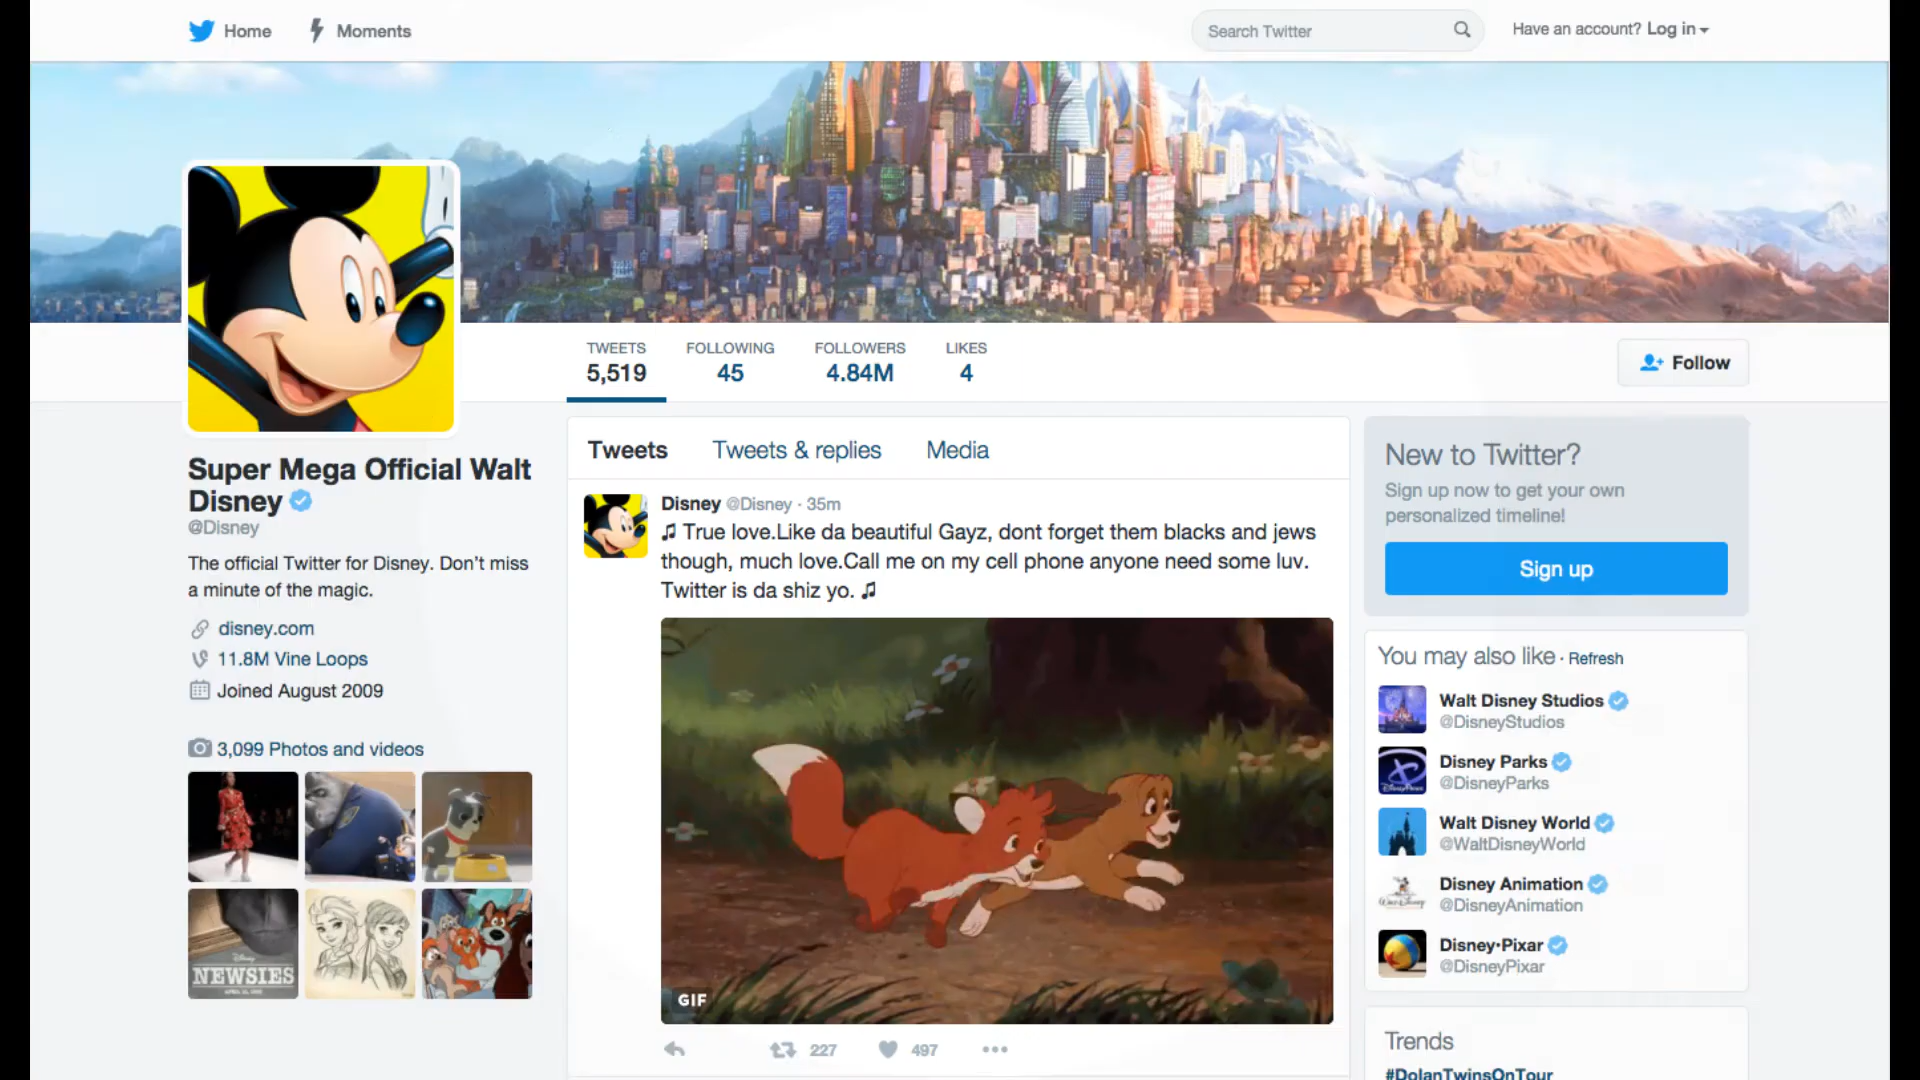 Home
Moments
Search Twitter
Have an account? Log in
TWEETS
5,519
FOLLOWING
45
FOLLOWERS
4.84M
LIKES
4
Follow
Super Mega Official Walt
Disney
@Disney
The official Twitter for Disney. Don't miss
a minute of the magic.
disney.com
11.8M Vine Loops
Joined August 2009
3,099 Photos and videos
Disney
NEWSIES
Tweets Tweets & replies Media
Disney @Disney · 35m
♫ True love.Like da beautiful Gayz, dont forget them blacks and jews
though, much love.Call me on my cell phone anyone need some luv.
Twitter is da shiz yo. ♫
GIF
227
497
New to Twitter?
Sign up now to get your own
personalized timeline!
Sign up
You may also like · Refresh
Walt Disney Studios
@DisneyStudios
Disney Parks
@DisneyParks
Walt Disney World
@WaltDisneyWorld
Disney Animation
@DisneyAnimation
Disney•Pixar
@DisneyPixar
Trends
#DolanTwinsOnTour